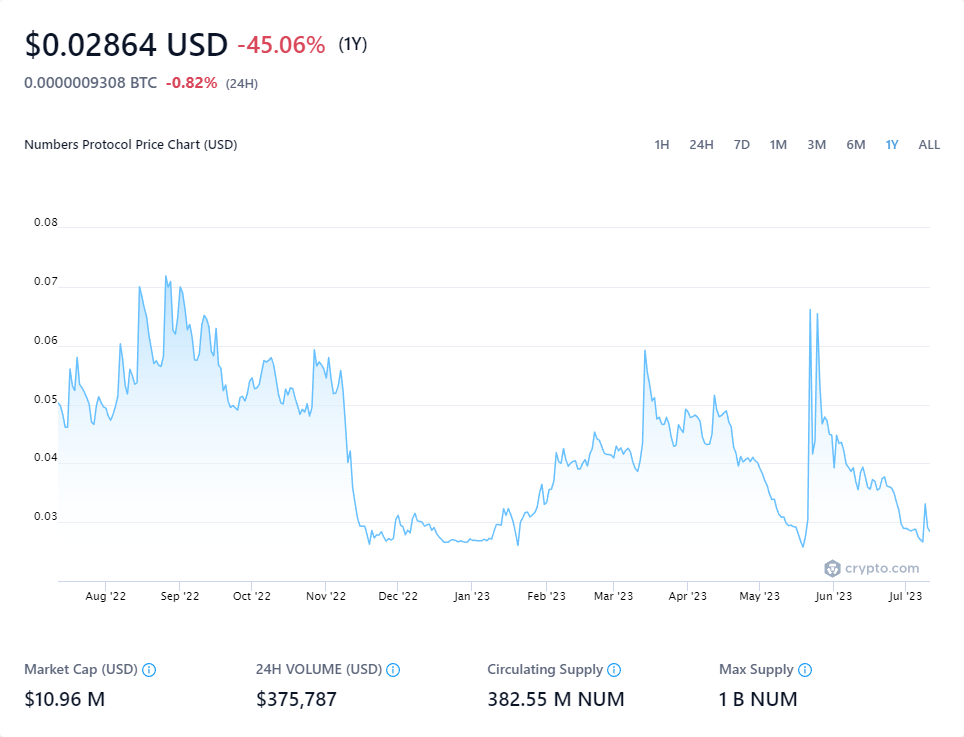 $0.02864 USD -45.06% (1Y)
0.0000009308 BTC -0.82% (24H)
Numbers Protocol Price Chart (USD) 1H 24H 7D 1M 3M 6M 1Y ALL
0.08
0.07
0.06
0.05
0.04
0.03
crypto.com
Aug '22 Sep '22 Oct '22 Nov '22 Dec '22 Jan '23 Feb '23 Mar '23 Apr '23 May '23 Jun '23 Jul '23
Market Cap (USD) 24H VOLUME (USD) Circulating Supply Max Supply
$10.96 M $375,787 382.55 M NUM 1 B NUM